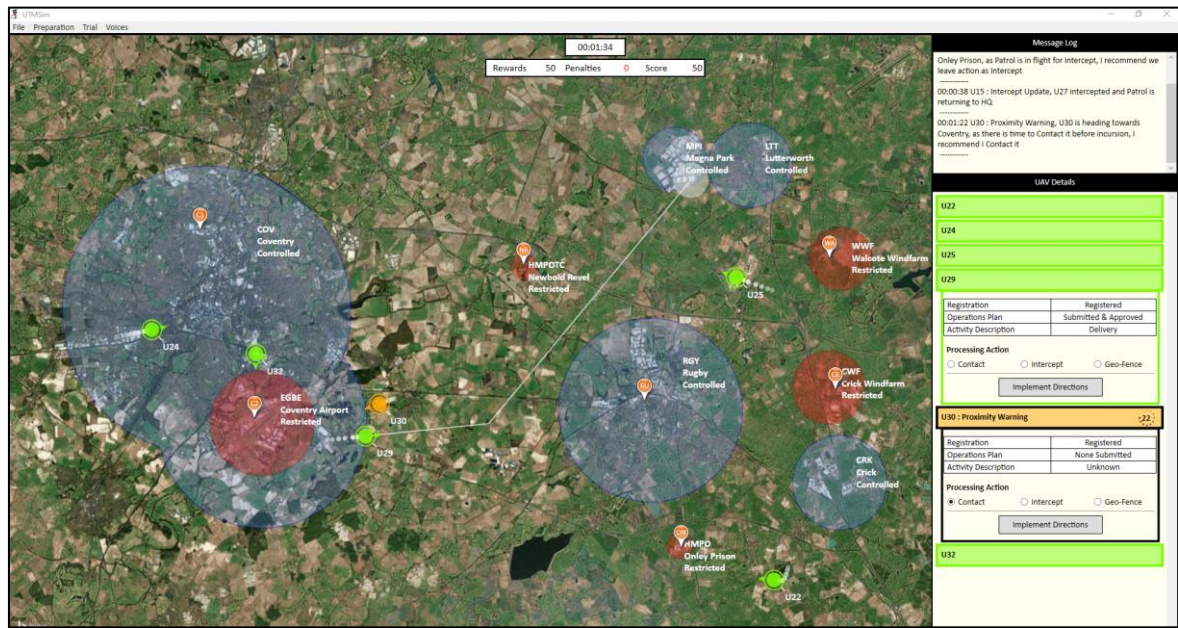 UTMSim
File Preparation Trial Voices
00:01:34
Rewards 50 Penalties 0 Score 50
MPI
Magna Park
Controlled
LTT
Lutterworth
Controlled
COV
Coventry
Controlled
NR
HMPOTC
Newbold Revel
Restricted
WA
WWF
Walcote Windfarm
Restricted
U25
U24
U32
RGY
Rugby
Controlled
RU
CWF
Crick Windfarm
Restricted
CR
EGBE
Coventry Airport
Restricted
U30
U29
CRK
Crick
Controlled
HMPO
Onley Prison
Restricted
U22
Message Log
Onley Prison, as Patrol is in flight for Intercept, I recommend we
leave action as Intercept
-----------
00:00:38 U15 : Intercept Update, U27 intercepted and Patrol is
returning to HQ
-----------
00:01:22 U30 : Proximity Warning, U30 is heading towards
Coventry, as there is time to Contact it before incursion, I
recommend I Contact it
-----------
UAV Details
U22
U24
U25
U29
Registration Registered
Operations Plan Submitted & Approved
Activity Description Delivery
Processing Action
Contact Intercept Geo-Fence
Implement Directions
U30 : Proximity Warning 22
Registration Registered
Operations Plan None Submitted
Activity Description Unknown
Processing Action
Contact Intercept Geo-Fence
Implement Directions
U32